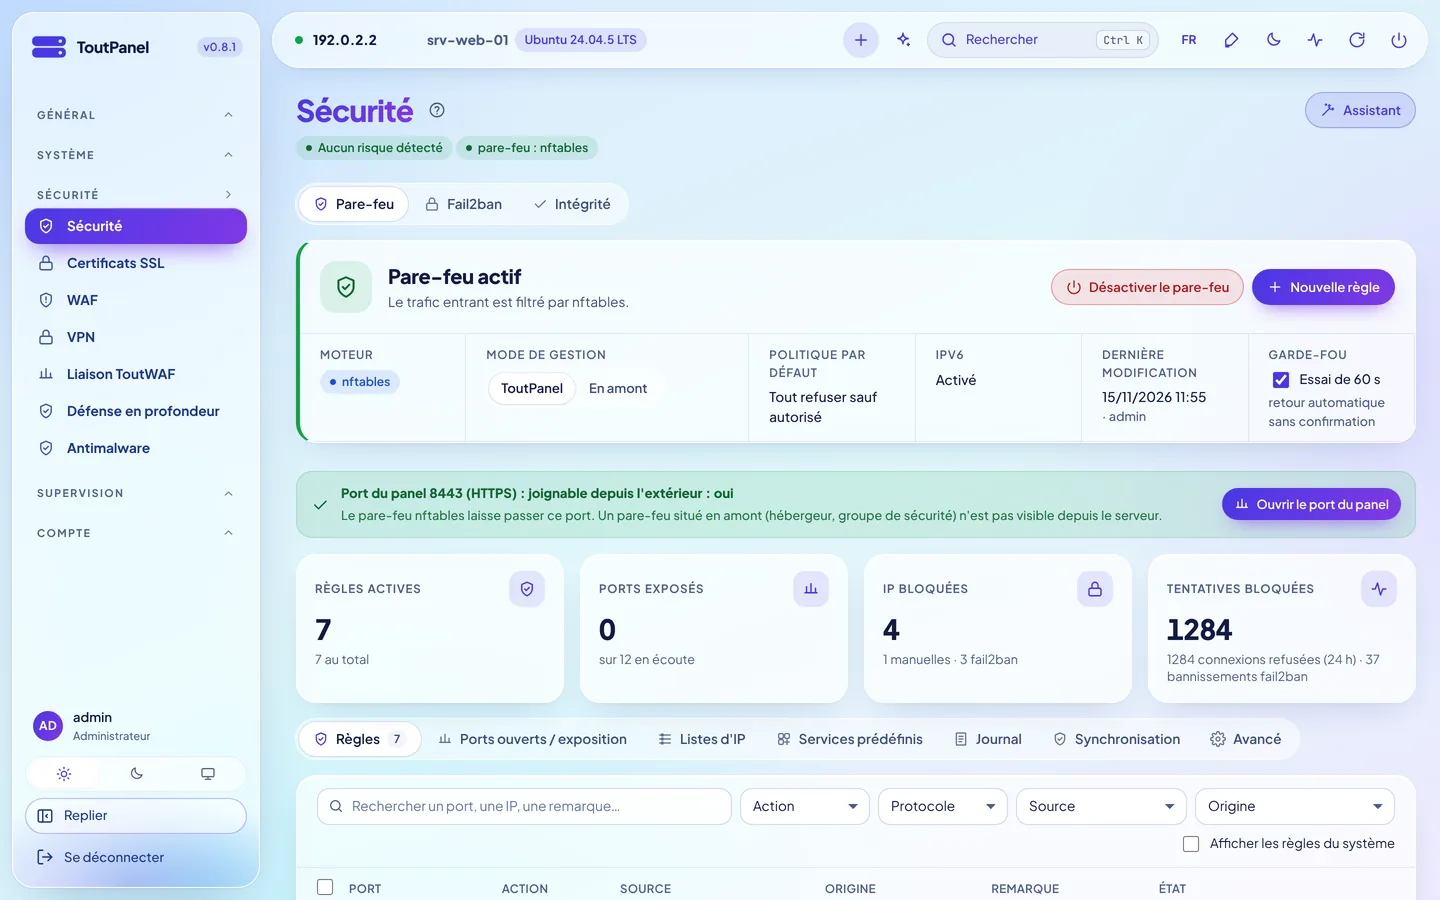 ToutPanel
v0.8.1
GÉNÉRAL
SYSTÈME
SÉCURITÉ
Sécurité
Certificats SSL
WAF
VPN
Liaison ToutWAF
Défense en profondeur
Antimalware
SUPERVISION
COMPTE
AD
admin
Administrateur
Replier
Se déconnecter
192.0.2.2
srv-web-01
Ubuntu 24.04.5 LTS
Rechercher
Ctrl K
FR
Sécurité
Assistant
Aucun risque détecté
pare-feu : nftables
Pare-feu
Fail2ban
Intégrité
Pare-feu actif
Le trafic entrant est filtré par nftables.
Désactiver le pare-feu
Nouvelle règle
MOTEUR
nftables
MODE DE GESTION
ToutPanel
En amont
POLITIQUE PAR
DÉFAUT
Tout refuser sauf
autorisé
IPV6
Activé
DERNIÈRE
MODIFICATION
15/11/2026 11:55
· admin
GARDE-FOU
Essai de 60 s
retour automatique
sans confirmation
Port du panel 8443 (HTTPS) : joignable depuis l'extérieur : oui
Le pare-feu nftables laisse passer ce port. Un pare-feu situé en amont (hébergeur, groupe de sécurité) n'est pas visible depuis le serveur.
Ouvrir le port du panel
RÈGLES ACTIVES
7
7 au total
PORTS EXPOSÉS
0
sur 12 en écoute
IP BLOQUÉES
4
1 manuelles · 3 fail2ban
TENTATIVES BLOQUÉES
1284
1284 connexions refusées (24 h) · 37
bannissements fail2ban
Règles 7
Ports ouverts / exposition
Listes d'IP
Services prédéfinis
Journal
Synchronisation
Avancé
Rechercher un port, une IP, une remarque…
Action
Protocole
Source
Origine
Afficher les règles du système
PORT
ACTION
SOURCE
ORIGINE
REMARQUE
ÉTAT